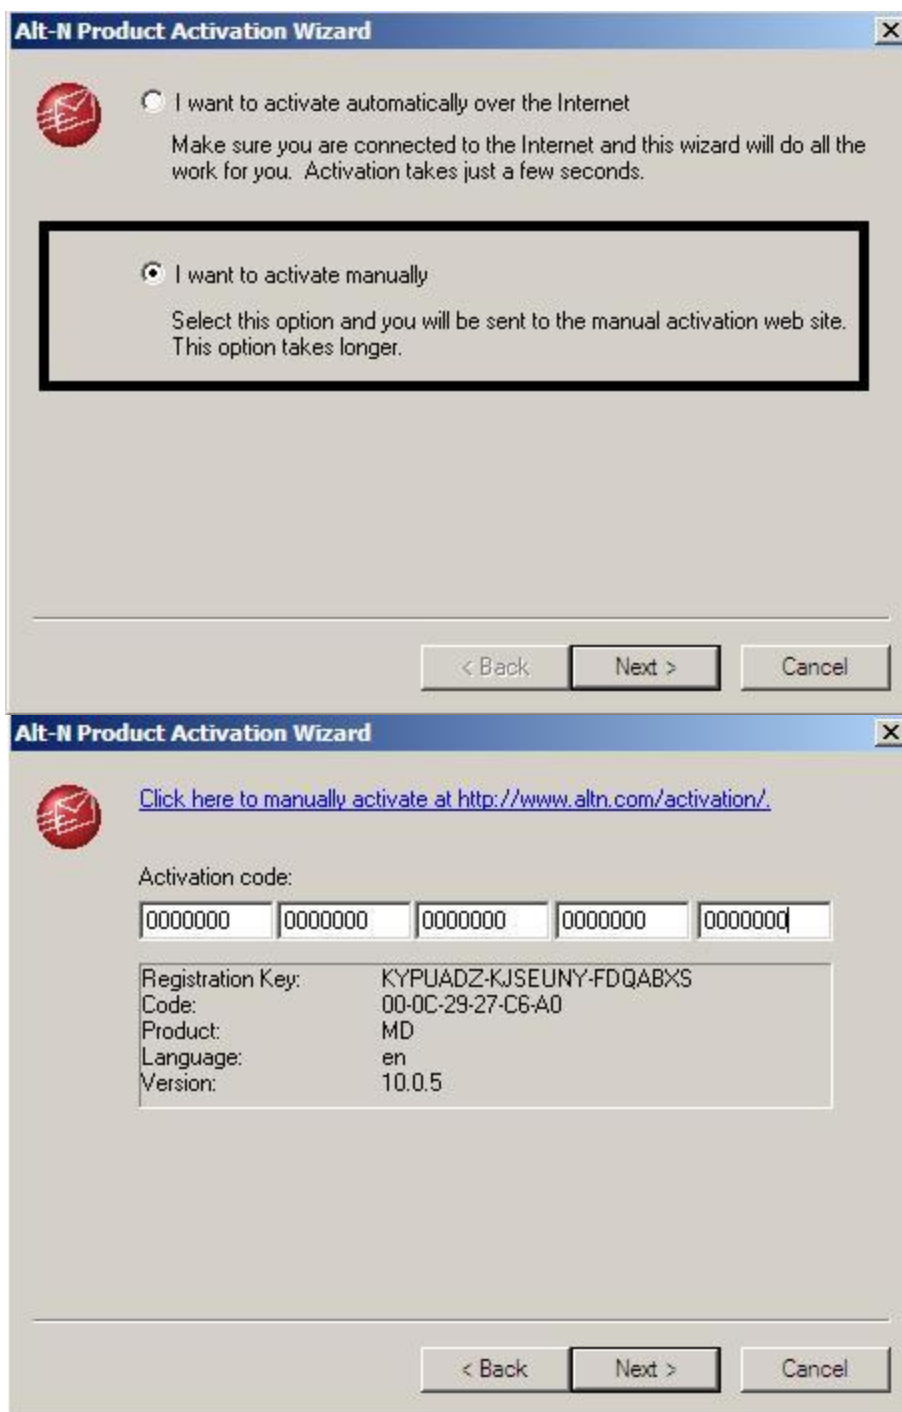 Alt-N Product Activation Wizard
I want to activate automatically over the Internet
Make sure you are connected to the Internet and this wizard will do all the
work for you.  Activation takes just a few seconds.
I want to activate manually
Select this option and you will be sent to the manual activation web site.
This option takes longer.
< Back Next > Cancel
Alt-N Product Activation Wizard
Click here to manually activate at http://www.altn.com/activation/.
Activation code:
0000000 0000000 0000000 0000000 0000000
Registration Key: KYPUADZ-KJSEUNY-FDQABXS
Code: 00-0C-29-27-C6-A0
Product: MD
Language: en
Version: 10.0.5
< Back Next > Cancel